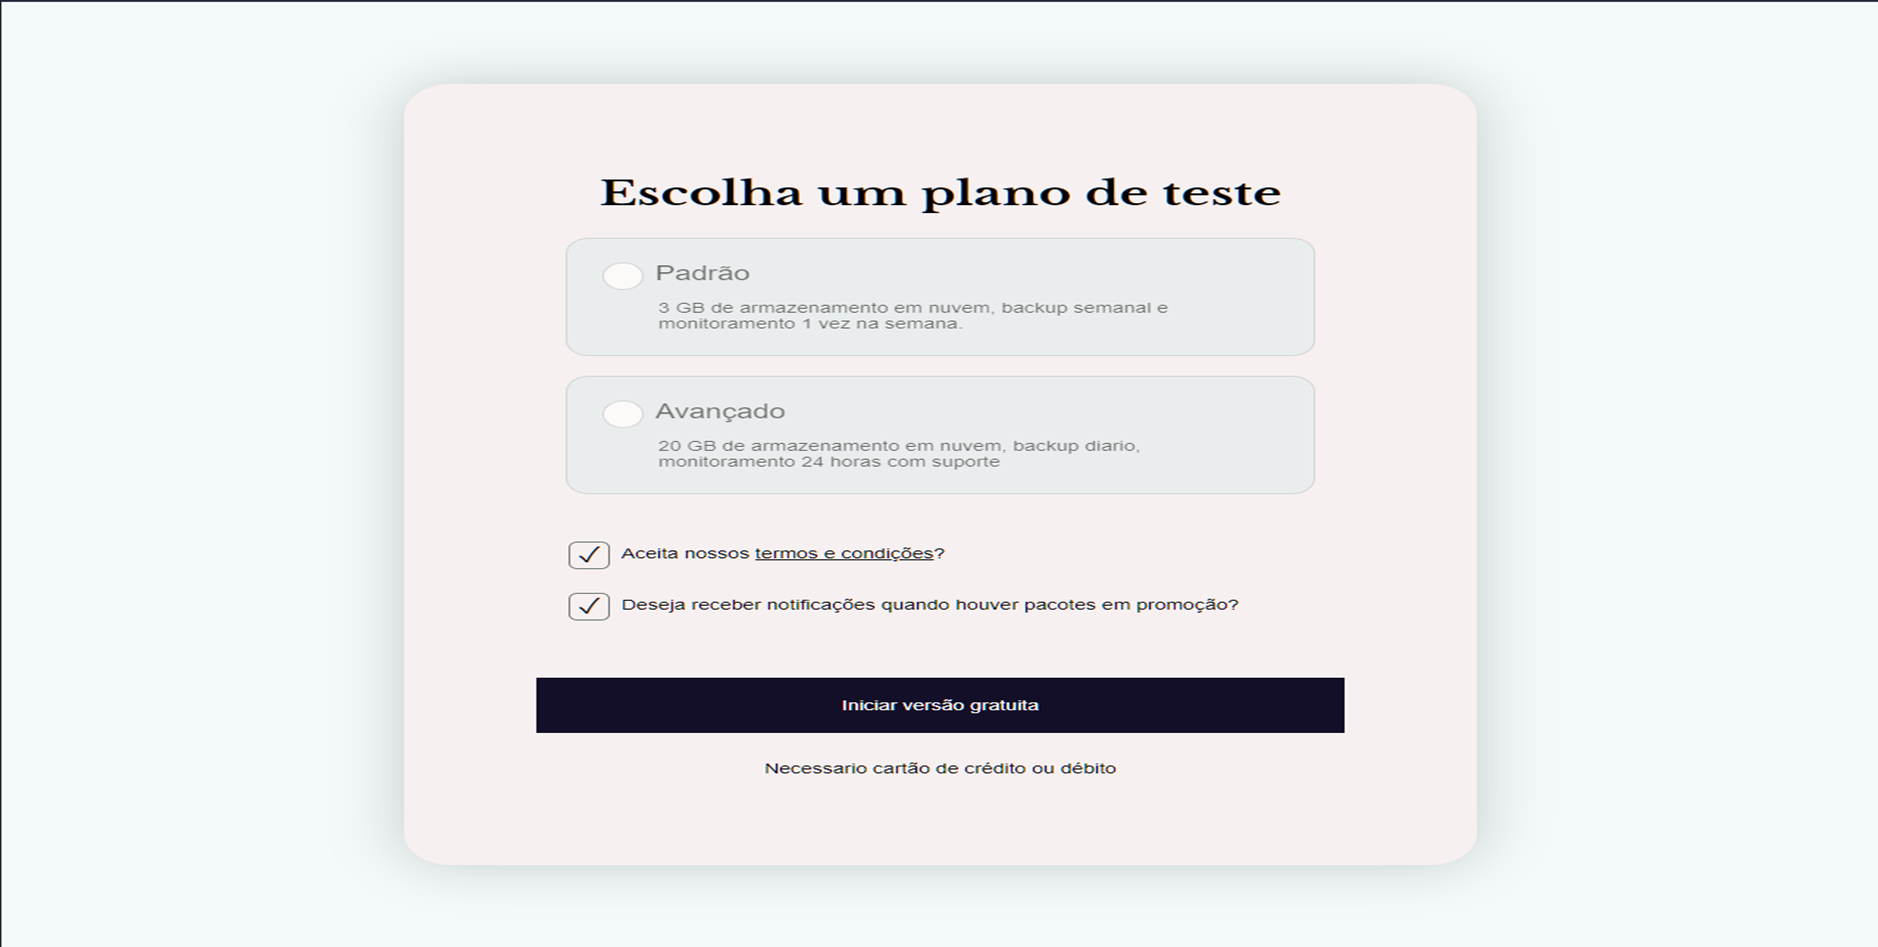 Escolha um plano de teste
Padrão
3 GB de armazenamento em nuvem, backup semanal e
monitoramento 1 vez na semana.
Avançado
20 GB de armazenamento em nuvem, backup diario,
monitoramento 24 horas com suporte
Aceita nossos termos e condições?
Deseja receber notificações quando houver pacotes em promoção?
Iniciar versão gratuita
Necessario cartão de crédito ou débito